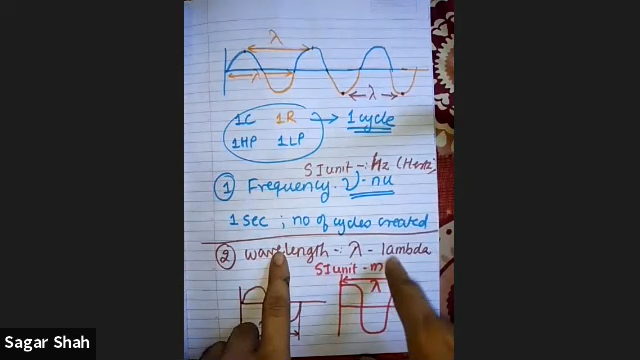 λ
λ
λ
1C 1R → 1 cycle
1HP 1LP
SI unit -: hz (Hertz)
① Frequency. ν - nu
1 sec ; no of cycles created
② wavelength -: λ - lambda
SI unit - m
λ
Sagar Shah